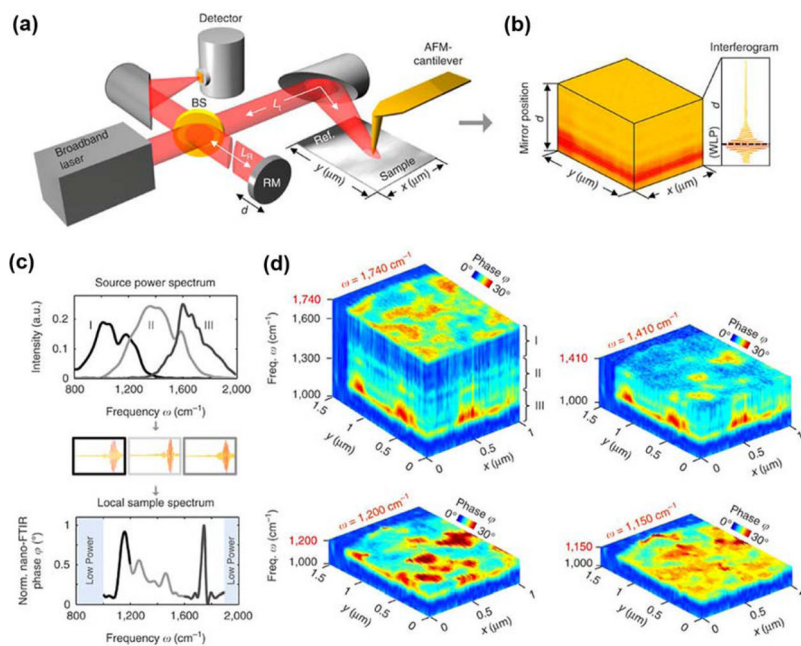 (a)
Detector
BS
Broadband
laser
L
L_R
RM
d
AFM-
cantilever
Ref.
Sample
y (μm)
x (μm)
(b)
Interferogram
Mirror position
d
d
(WLP)
y (μm)
x (μm)
(c)
Source power spectrum
Intensity (a.u.)
0.2
0.1
0
I
II
III
800
1,200
1,600
2,000
Frequency ω (cm⁻¹)
Local sample spectrum
Norm. nano-FTIR
phase φ (°)
1
0.5
0
Low Power
Low Power
800
1,200
1,600
2,000
Frequency ω (cm⁻¹)
(d)
ω = 1,740 cm⁻¹
Phase φ
0°
30°
1,740
1,600
1,300
1,000
Freq. ω (cm⁻¹)
I
II
III
1.5
1
0.5
0
y (μm)
0
0.5
1
x (μm)
ω = 1,410 cm⁻¹
Phase φ
0°
30°
1,410
1,000
1.5
1
0.5
0
y (μm)
0
0.5
1
x (μm)
ω = 1,200 cm⁻¹
Phase φ
0°
30°
1,200
1,000
Freq. ω (cm⁻¹)
1.5
1
0.5
0
y (μm)
0
0.5
1
x (μm)
ω = 1,150 cm⁻¹
Phase φ
0°
30°
1,150
1,000
1.5
1
0.5
0
y (μm)
0
0.5
1
x (μm)